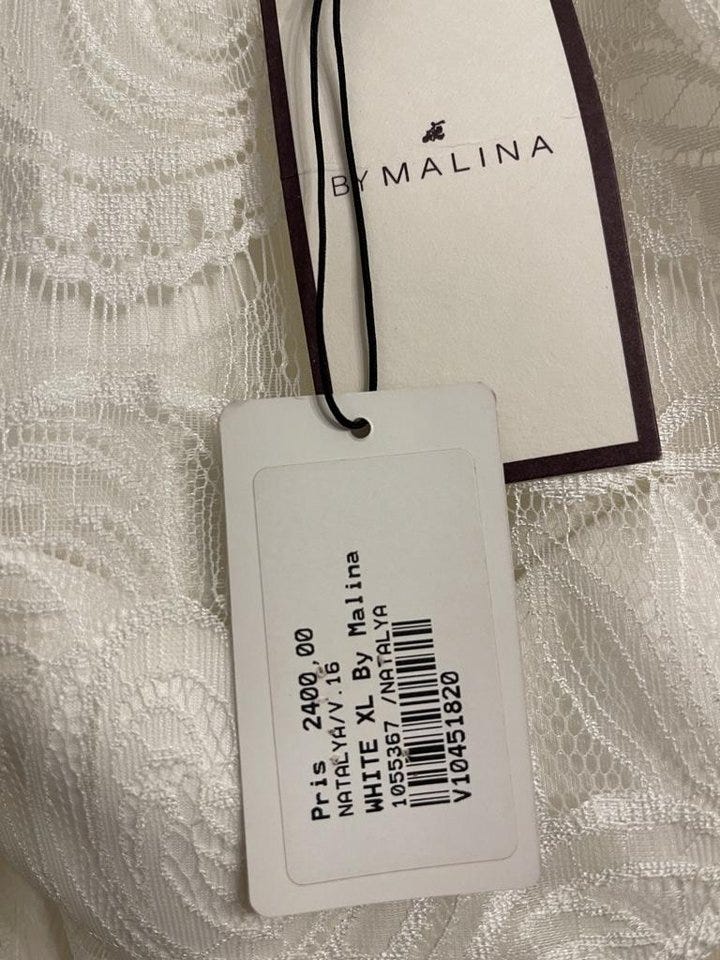 BY MALINA
Pris 2400,00
NATALYA/V.16
WHITE XL By Malina
1055367 /NATALYA
V10451820